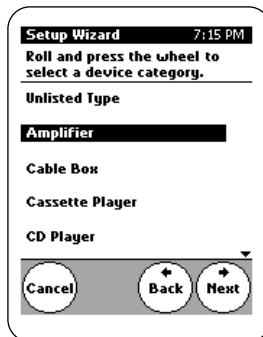 Setup Wizard 7:15 PM
Roll and press the wheel to
select a device category.
Unlisted Type
Amplifier
Cable Box
Cassette Player
CD Player
Cancel Back Next